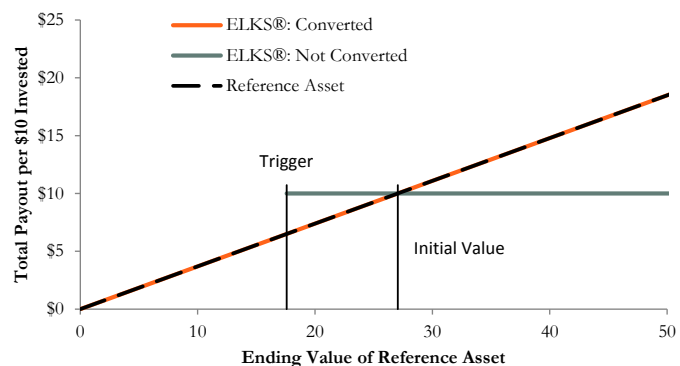 ELKS®: Converted
ELKS®: Not Converted
Reference Asset
Total Payout per $10 Invested
$25
$20
$15
$10
$5
$0
Trigger
Initial Value
0 10 20 30 40 50
Ending Value of Reference Asset